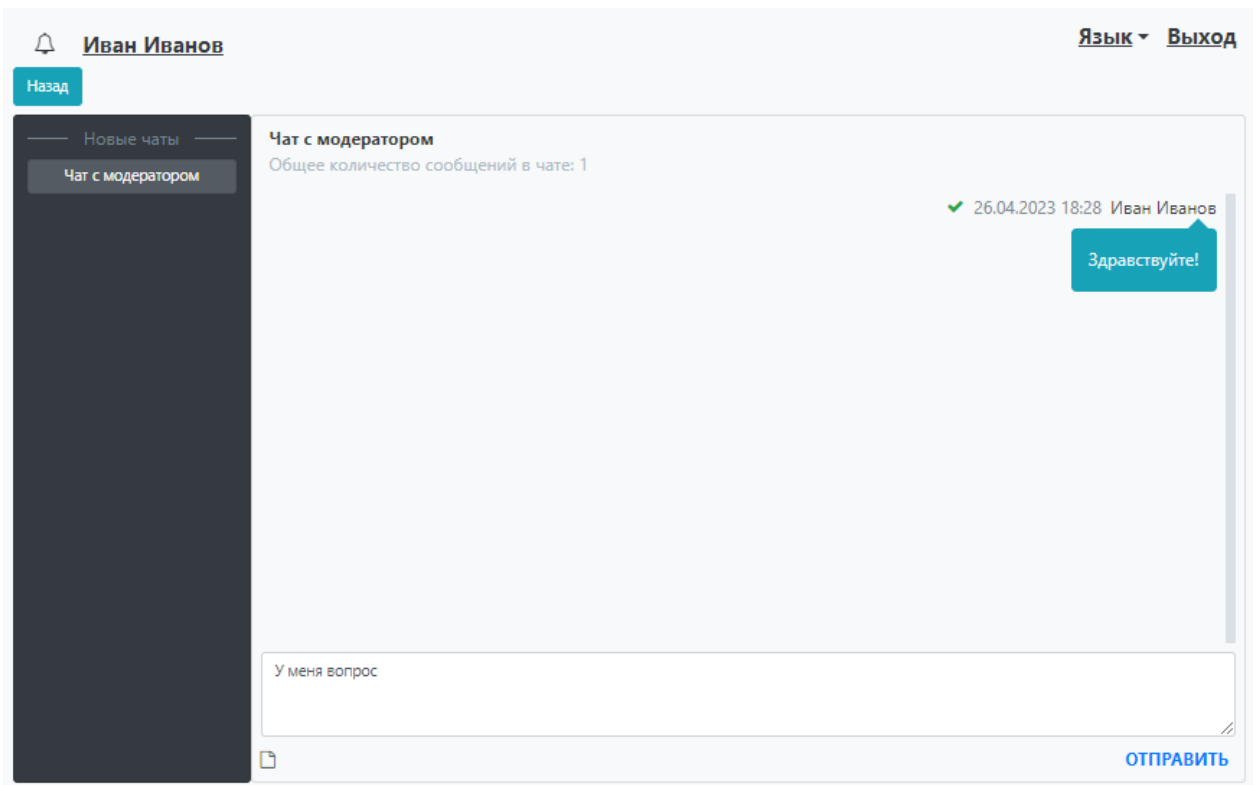 Иван Иванов
Язык Выход
Назад
Новые чаты
Чат с модератором
Чат с модератором
Общее количество сообщений в чате: 1
26.04.2023 18:28 Иван Иванов
Здравствуйте!
У меня вопрос
ОТПРАВИТЬ